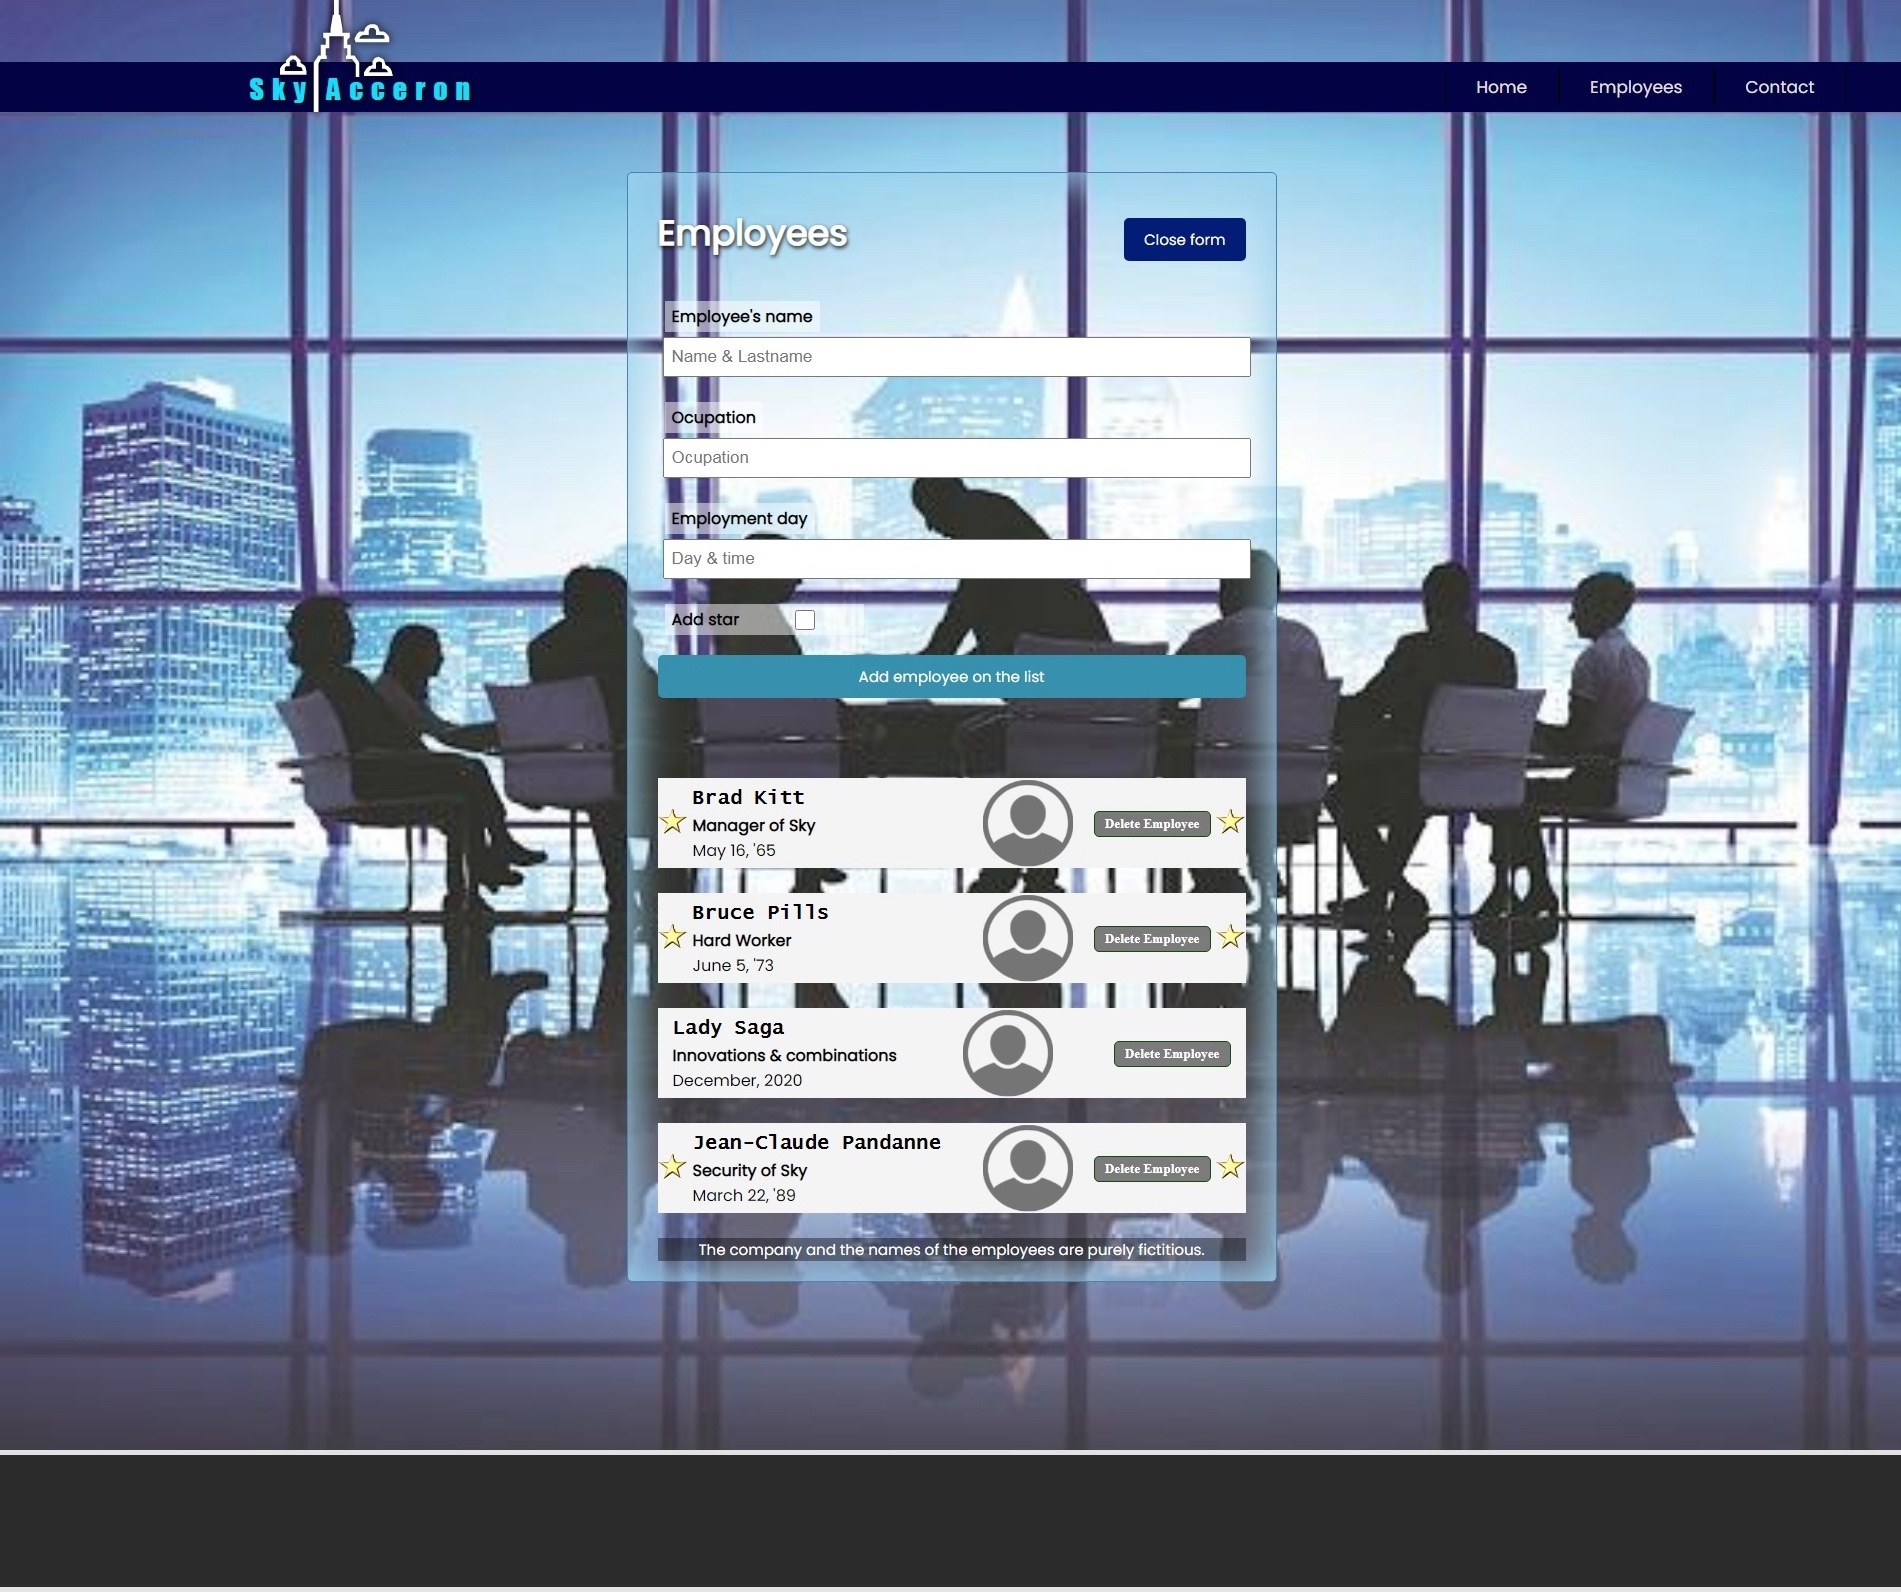 Sky Acceron
Home Employees Contact
Employees
Close form
Employee's name
Name & Lastname
Ocupation
Ocupation
Employment day
Day & time
Add star
Add employee on the list
Brad Kitt
Manager of Sky
May 16, '65
Delete Employee
Bruce Pills
Hard Worker
June 5, '73
Delete Employee
Lady Saga
Innovations & combinations
December, 2020
Delete Employee
Jean-Claude Pandanne
Security of Sky
March 22, '89
Delete Employee
The company and the names of the employees are purely fictitious.